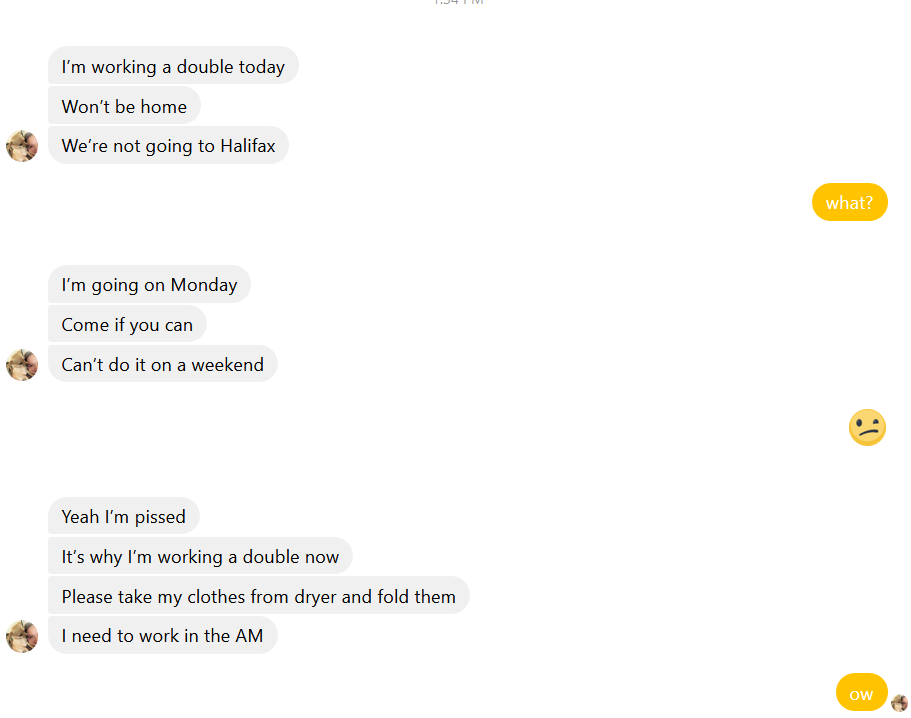 I'm working a double today
Won't be home
We're not going to Halifax
what?
I'm going on Monday
Come if you can
Can't do it on a weekend
Yeah I'm pissed
It's why I'm working a double now
Please take my clothes from dryer and fold them
I need to work in the AM
ow